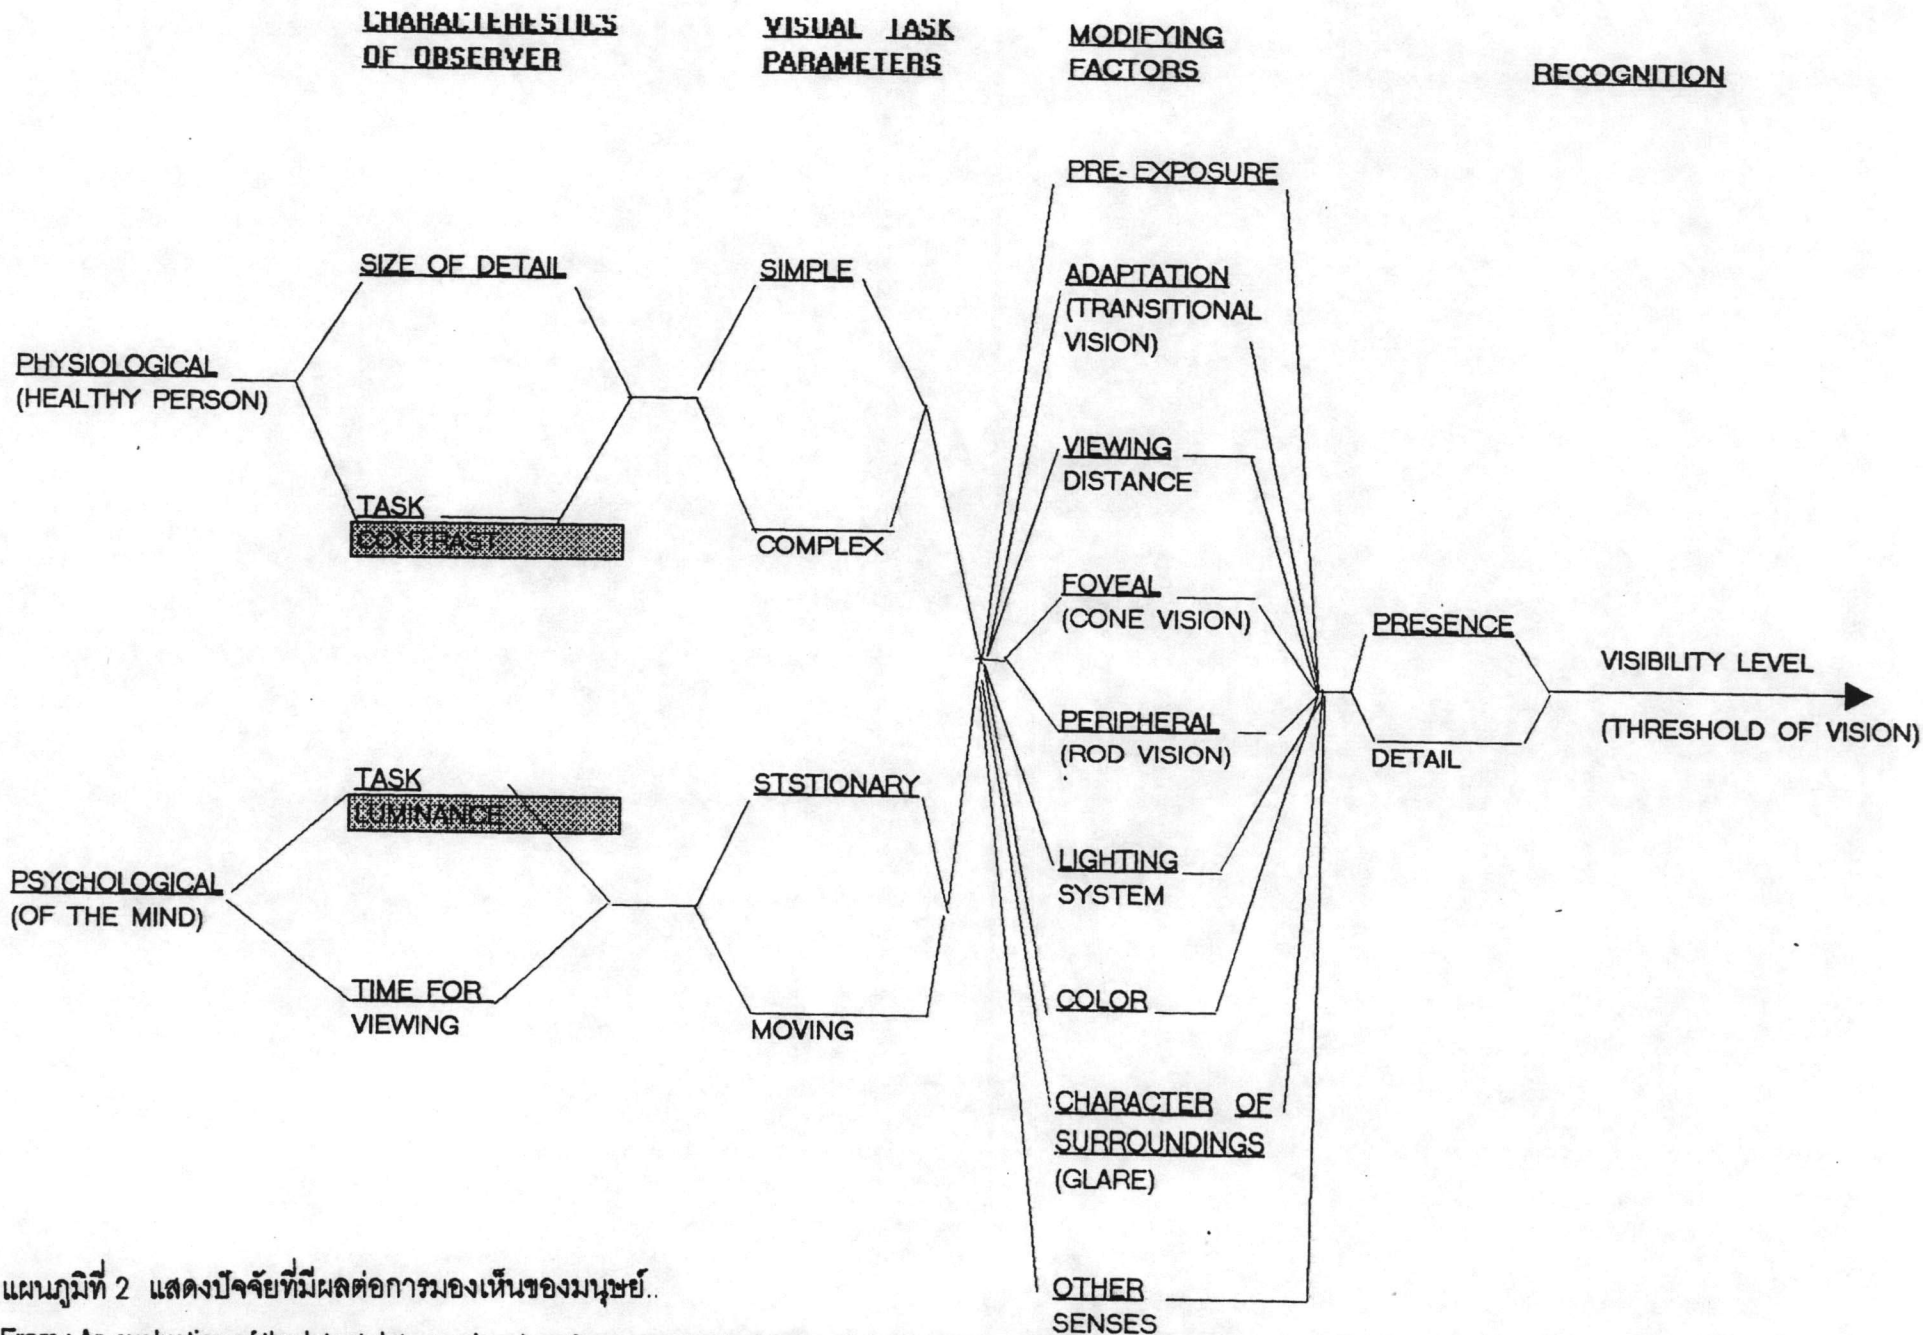 CHARACTERESTICS
OF OBSERVER
VISUAL TASK
PARAMETERS
MODIFYING
FACTORS
RECOGNITION
PHYSIOLOGICAL
(HEALTHY PERSON)
SIZE OF DETAIL
TASK
CONTRAST
SIMPLE
COMPLEX
PSYCHOLOGICAL
(OF THE MIND)
TASK
LUMINANCE
TIME FOR
VIEWING
STSTIONARY
MOVING
PRE-EXPOSURE
ADAPTATION
(TRANSITIONAL
VISION)
VIEWING
DISTANCE
FOVEAL
(CONE VISION)
PERIPHERAL
(ROD VISION)
LIGHTING
SYSTEM
COLOR
CHARACTER OF
SURROUNDINGS
(GLARE)
OTHER
SENSES
PRESENCE
DETAIL
VISIBILITY LEVEL
(THRESHOLD OF VISION)
แผนภูมิที่ 2 แสดงปัจจัยที่มีผลต่อการมองเห็นของมนุษย์..